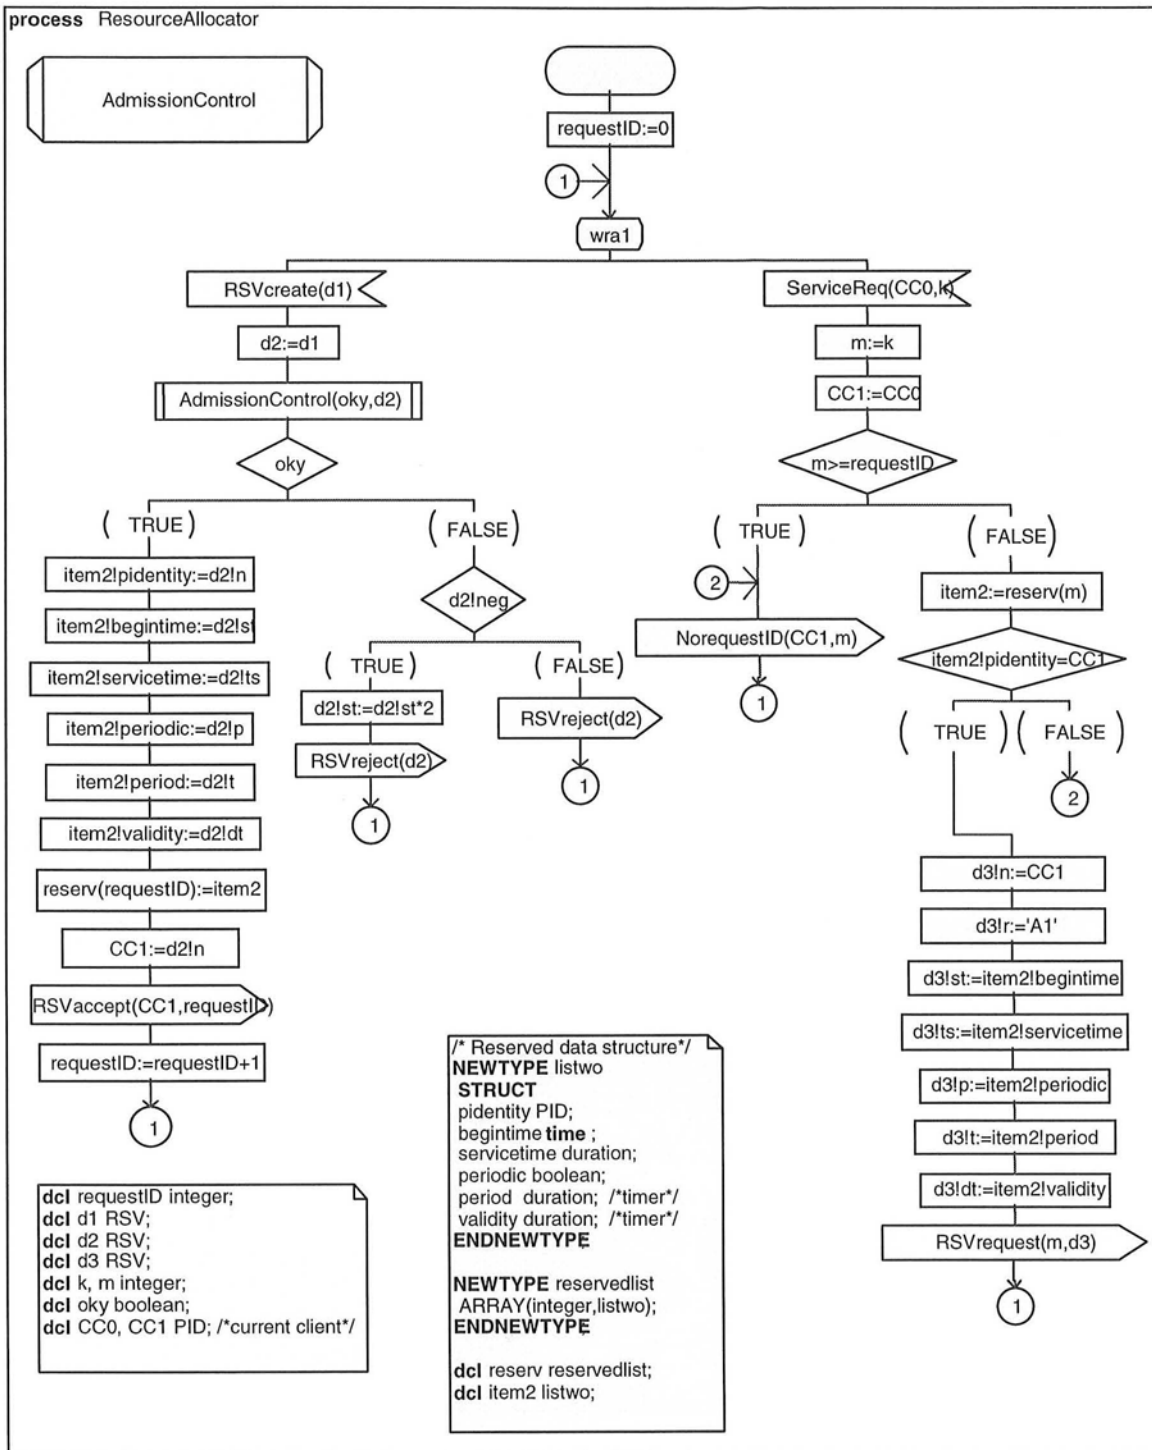 process ResourceAllocator
AdmissionControl
requestID:=0
1
wra1
RSVcreate(d1)
d2:=d1
AdmissionControl(oky,d2)
oky
( TRUE )
item2!pidentity:=d2!n
item2!begintime:=d2!st
item2!servicetime:=d2!ts
item2!periodic:=d2!p
item2!period:=d2!t
item2!validity:=d2!dt
reserv(requestID):=item2
CC1:=d2!n
RSVaccept(CC1,requestID)
requestID:=requestID+1
1
(FALSE)
d2!neg
( TRUE )
d2!st:=d2!st*2
RSVreject(d2)
1
(FALSE)
RSVreject(d2)
1
ServiceReq(CC0,k)
m:=k
CC1:=CC0
m>=requestID
( TRUE )
2
NorequestID(CC1,m)
1
(FALSE)
item2:=reserv(m)
item2!pidentity=CC1
( TRUE )
(FALSE)
2
d3!n:=CC1
d3!r:='A1'
d3!st:=item2!begintime
d3!ts:=item2!servicetime
d3!p:=item2!periodic
d3!t:=item2!period
d3!dt:=item2!validity
RSVrequest(m,d3)
1
dcl requestID integer;
dcl d1 RSV;
dcl d2 RSV;
dcl d3 RSV;
dcl k, m integer;
dcl oky boolean;
dcl CC0, CC1 PID; /*current client*/
/* Reserved data structure*/
NEWTYPE listwo
STRUCT
pidentity PID;
begintime time ;
servicetime duration;
periodic boolean;
period duration; /*timer*/
validity duration; /*timer*/
ENDNEWTYPE;
NEWTYPE reservedlist
ARRAY(integer,listwo);
ENDNEWTYPE;
dcl reserv reservedlist;
dcl item2 listwo;